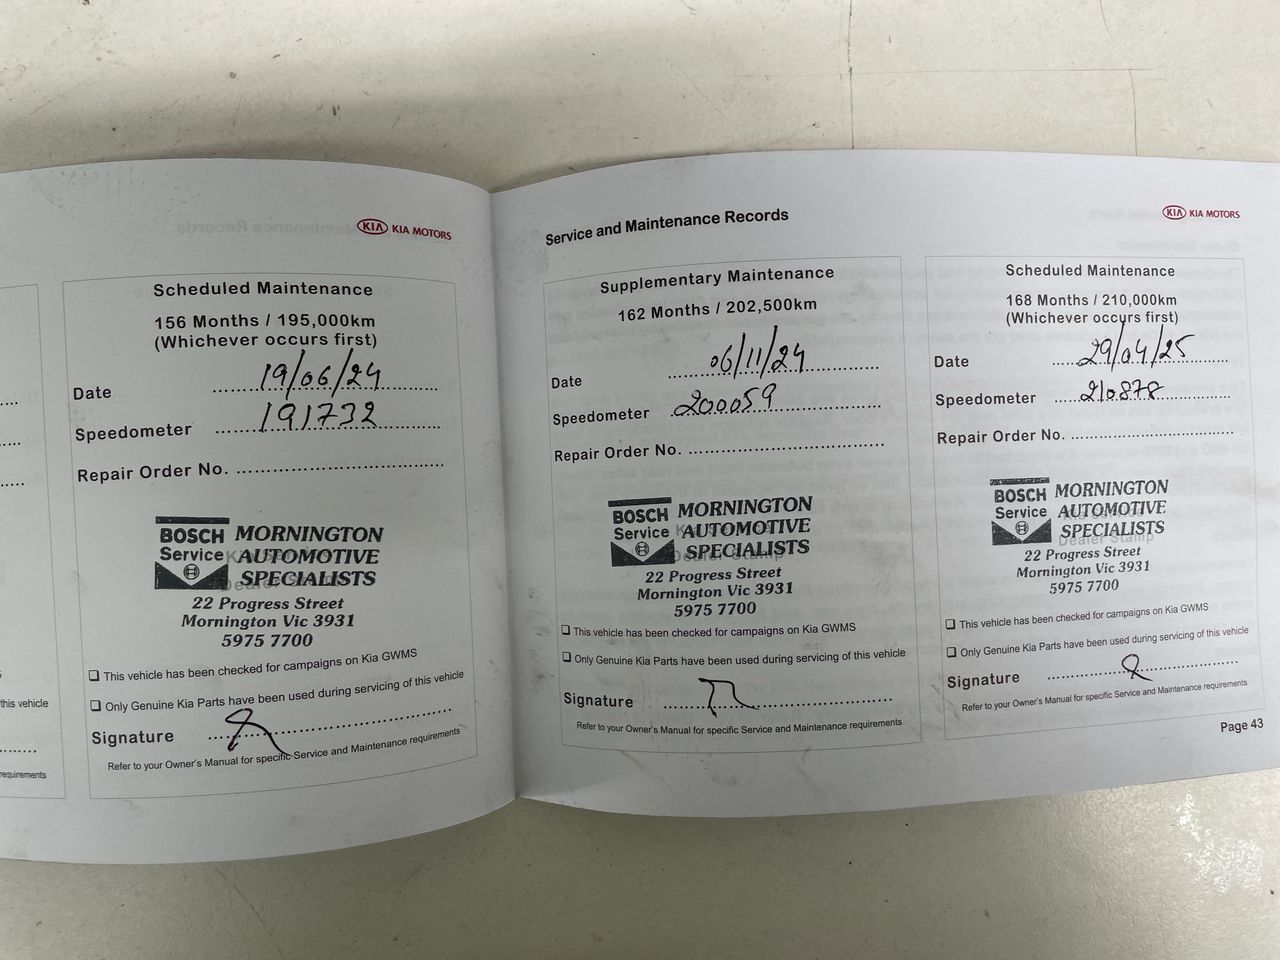 KIA KIA MOTORS
Scheduled Maintenance
156 Months / 195,000km
(Whichever occurs first)
Date 19/06/24
Speedometer 191732
Repair Order No.
BOSCH
Service
MORNINGTON
AUTOMOTIVE
SPECIALISTS
22 Progress Street
Mornington Vic 3931
5975 7700
❑ This vehicle has been checked for campaigns on Kia GWMS
❑ Only Genuine Kia Parts have been used during servicing of this vehicle
Signature
Refer to your Owner's Manual for specific Service and Maintenance requirements
this vehicle
requirements
Service and Maintenance Records
KIA KIA MOTORS
Supplementary Maintenance
162 Months / 202,500km
Date 06/11/24
Speedometer 200059
Repair Order No.
BOSCH
Service
MORNINGTON
AUTOMOTIVE
SPECIALISTS
Dealer Stamp
22 Progress Street
Mornington Vic 3931
5975 7700
❑ This vehicle has been checked for campaigns on Kia GWMS
❑ Only Genuine Kia Parts have been used during servicing of this vehicle
Signature
Refer to your Owner's Manual for specific Service and Maintenance requirements
Scheduled Maintenance
168 Months / 210,000km
(Whichever occurs first)
Date 29/04/25
Speedometer 210878
Repair Order No.
BOSCH
Service
MORNINGTON
AUTOMOTIVE
SPECIALISTS
Dealer Stamp
22 Progress Street
Mornington Vic 3931
5975 7700
❑ This vehicle has been checked for campaigns on Kia GWMS
❑ Only Genuine Kia Parts have been used during servicing of this vehicle
Signature
Refer to your Owner's Manual for specific Service and Maintenance requirements
Page 43